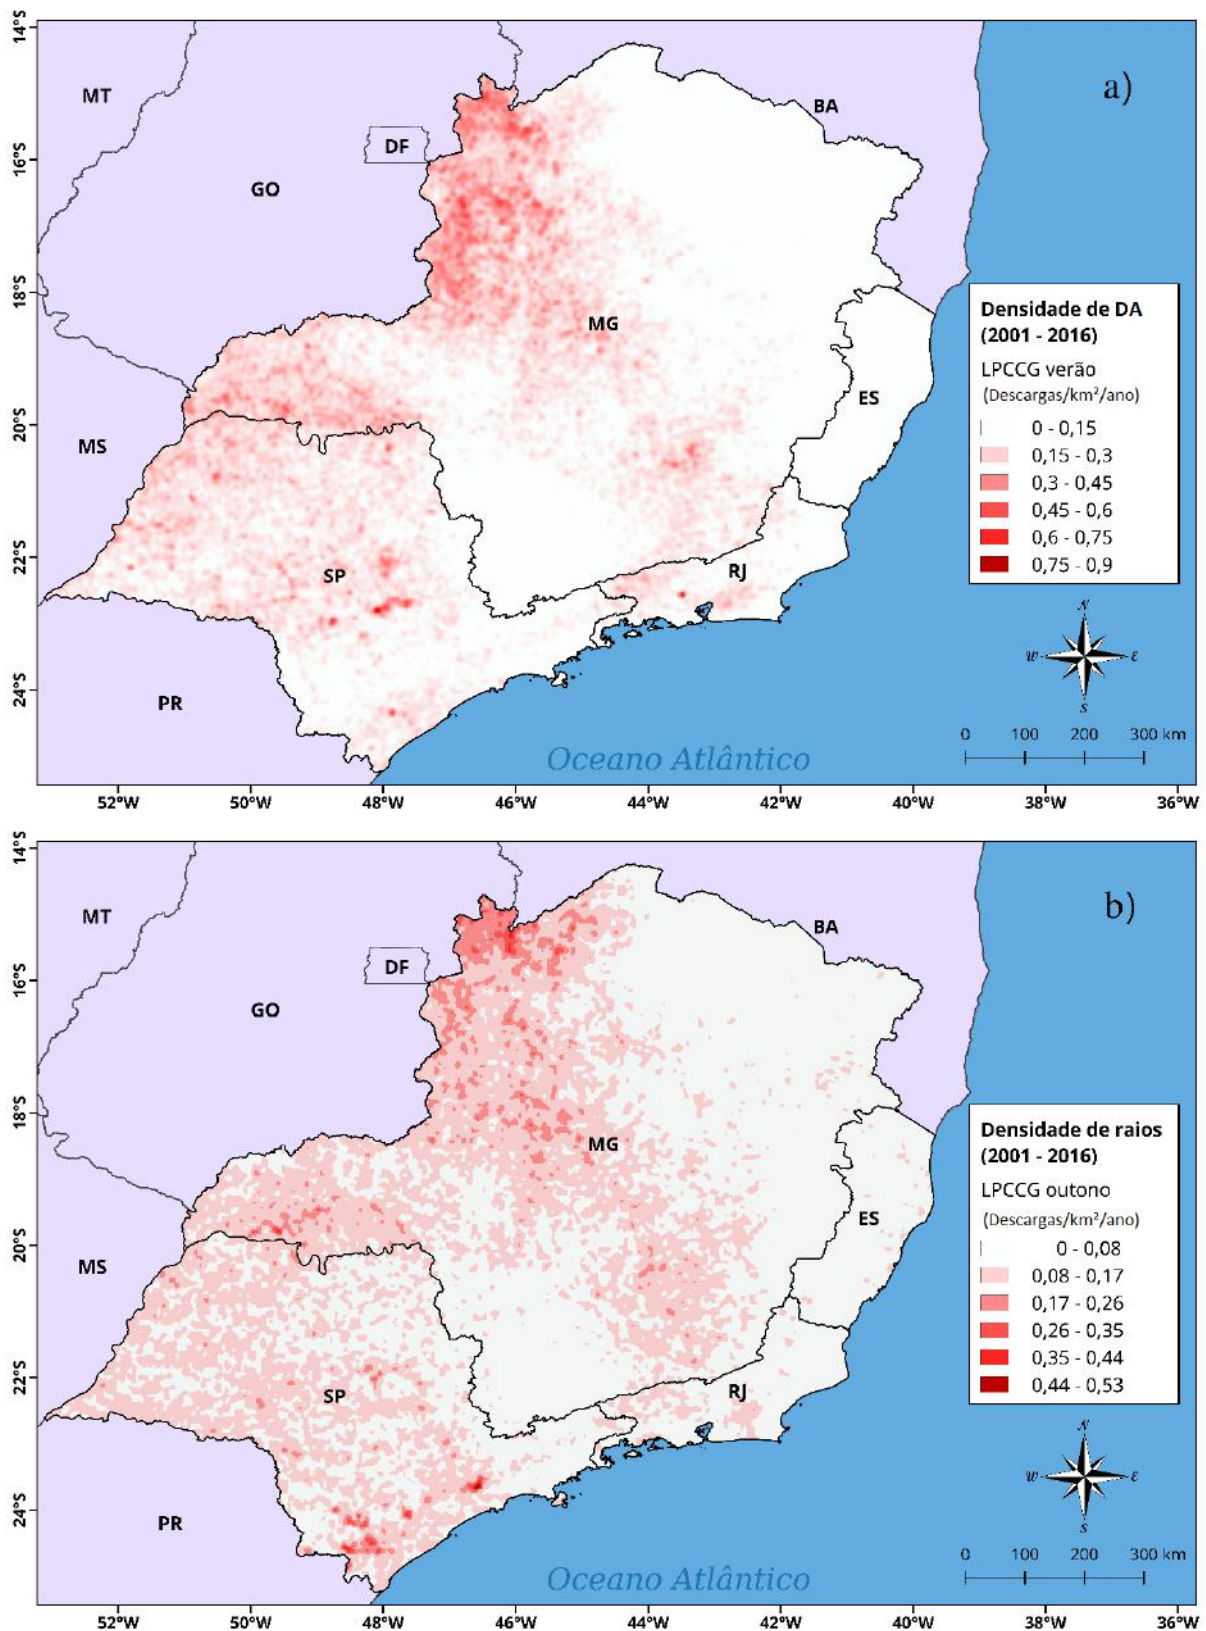 a)
14°S
16°S
18°S
20°S
22°S
24°S
MT
DF
GO
BA
MG
ES
MS
SP
RJ
PR
Oceano Atlântico
Densidade de DA
(2001 - 2016)
LPCCG verão
(Descargas/km²/ano)
0 - 0,15
0,15 - 0,3
0,3 - 0,45
0,45 - 0,6
0,6 - 0,75
0,75 - 0,9
N
W E
S
0 100 200 300 km
52°W 50°W 48°W 46°W 44°W 42°W 40°W 38°W 36°W
b)
14°S
16°S
18°S
20°S
22°S
24°S
MT
DF
GO
BA
MG
ES
MS
SP
RJ
PR
Oceano Atlântico
Densidade de raios
(2001 - 2016)
LPCCG outono
(Descargas/km²/ano)
0 - 0,08
0,08 - 0,17
0,17 - 0,26
0,26 - 0,35
0,35 - 0,44
0,44 - 0,53
N
W E
S
0 100 200 300 km
52°W 50°W 48°W 46°W 44°W 42°W 40°W 38°W 36°W